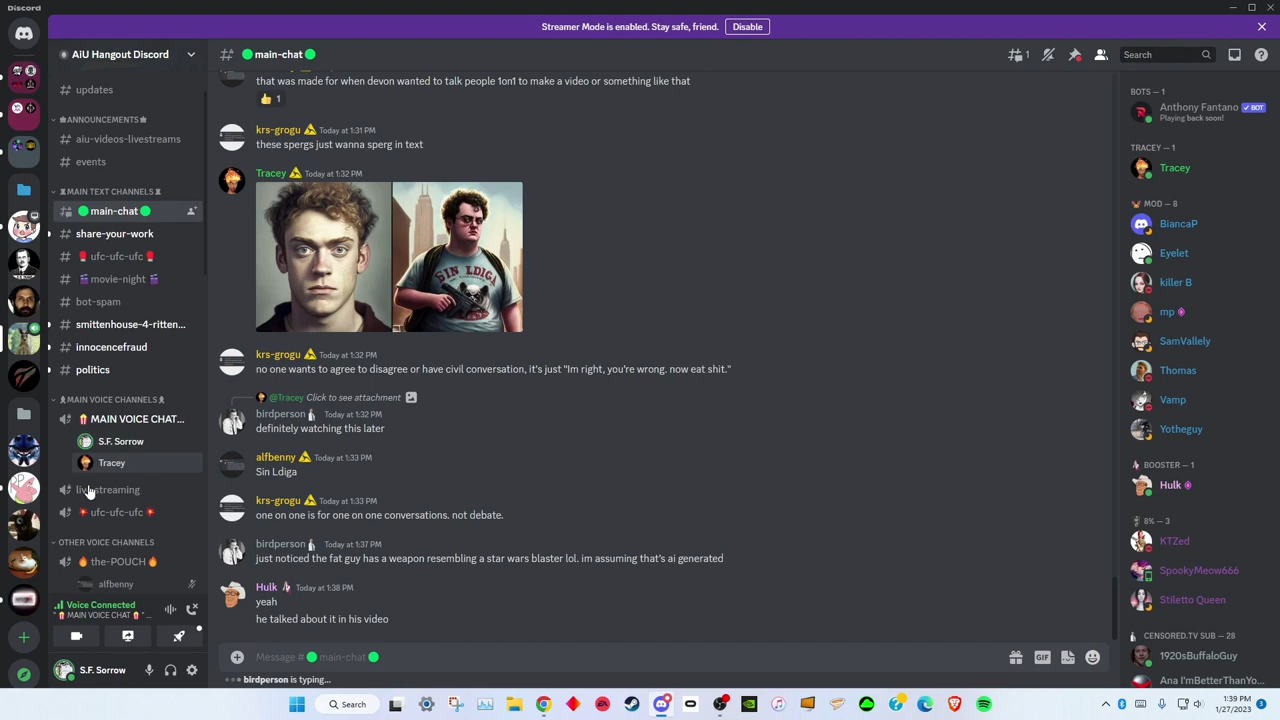 Discord
Streamer Mode is enabled. Stay safe, friend.
Disable
AiU Hangout Discord
main-chat
1
Search
updates
ANNOUNCEMENTS
aiu-videos-livestreams
events
MAIN TEXT CHANNELS
main-chat
share-your-work
ufc-ufc-ufc
movie-night
bot-spam
smittenhouse-4-ritten...
innocencefraud
politics
MAIN VOICE CHANNELS
MAIN VOICE CHAT...
S.F. Sorrow
Tracey
livestreaming
ufc-ufc-ufc
OTHER VOICE CHANNELS
the-POUCH
alfbenny
Voice Connected
" MAIN VOICE CHAT " ...
S.F. Sorrow
that was made for when devon wanted to talk people 1on1 to make a video or something like that
1
krs-grogu Today at 1:31 PM
these spergs just wanna sperg in text
Tracey Today at 1:32 PM
SIN LDIGA
krs-grogu Today at 1:32 PM
no one wants to agree to disagree or have civil conversation, it's just "Im right, you're wrong. now eat shit."
@Tracey Click to see attachment
birdperson Today at 1:32 PM
definitely watching this later
alfbenny Today at 1:33 PM
Sin Ldiga
krs-grogu Today at 1:33 PM
one on one is for one on one conversations. not debate.
birdperson Today at 1:37 PM
just noticed the fat guy has a weapon resembling a star wars blaster lol. im assuming that's ai generated
Hulk Today at 1:38 PM
yeah
he talked about it in his video
Message # main-chat
GIF
birdperson is typing...
BOTS — 1
Anthony Fantano BOT
Playing back soon!
TRACEY — 1
Tracey
MOD — 8
BiancaP
Eyelet
killer B
mp
SamVallely
Thomas
Vamp
Yotheguy
BOOSTER — 1
Hulk
8% — 3
KTZed
SpookyMeow666
Stiletto Queen
CENSORED.TV SUB — 28
1920sBuffaloGuy
Ana I'mBetterThanYo...
Search
1:39 PM
1/27/2023